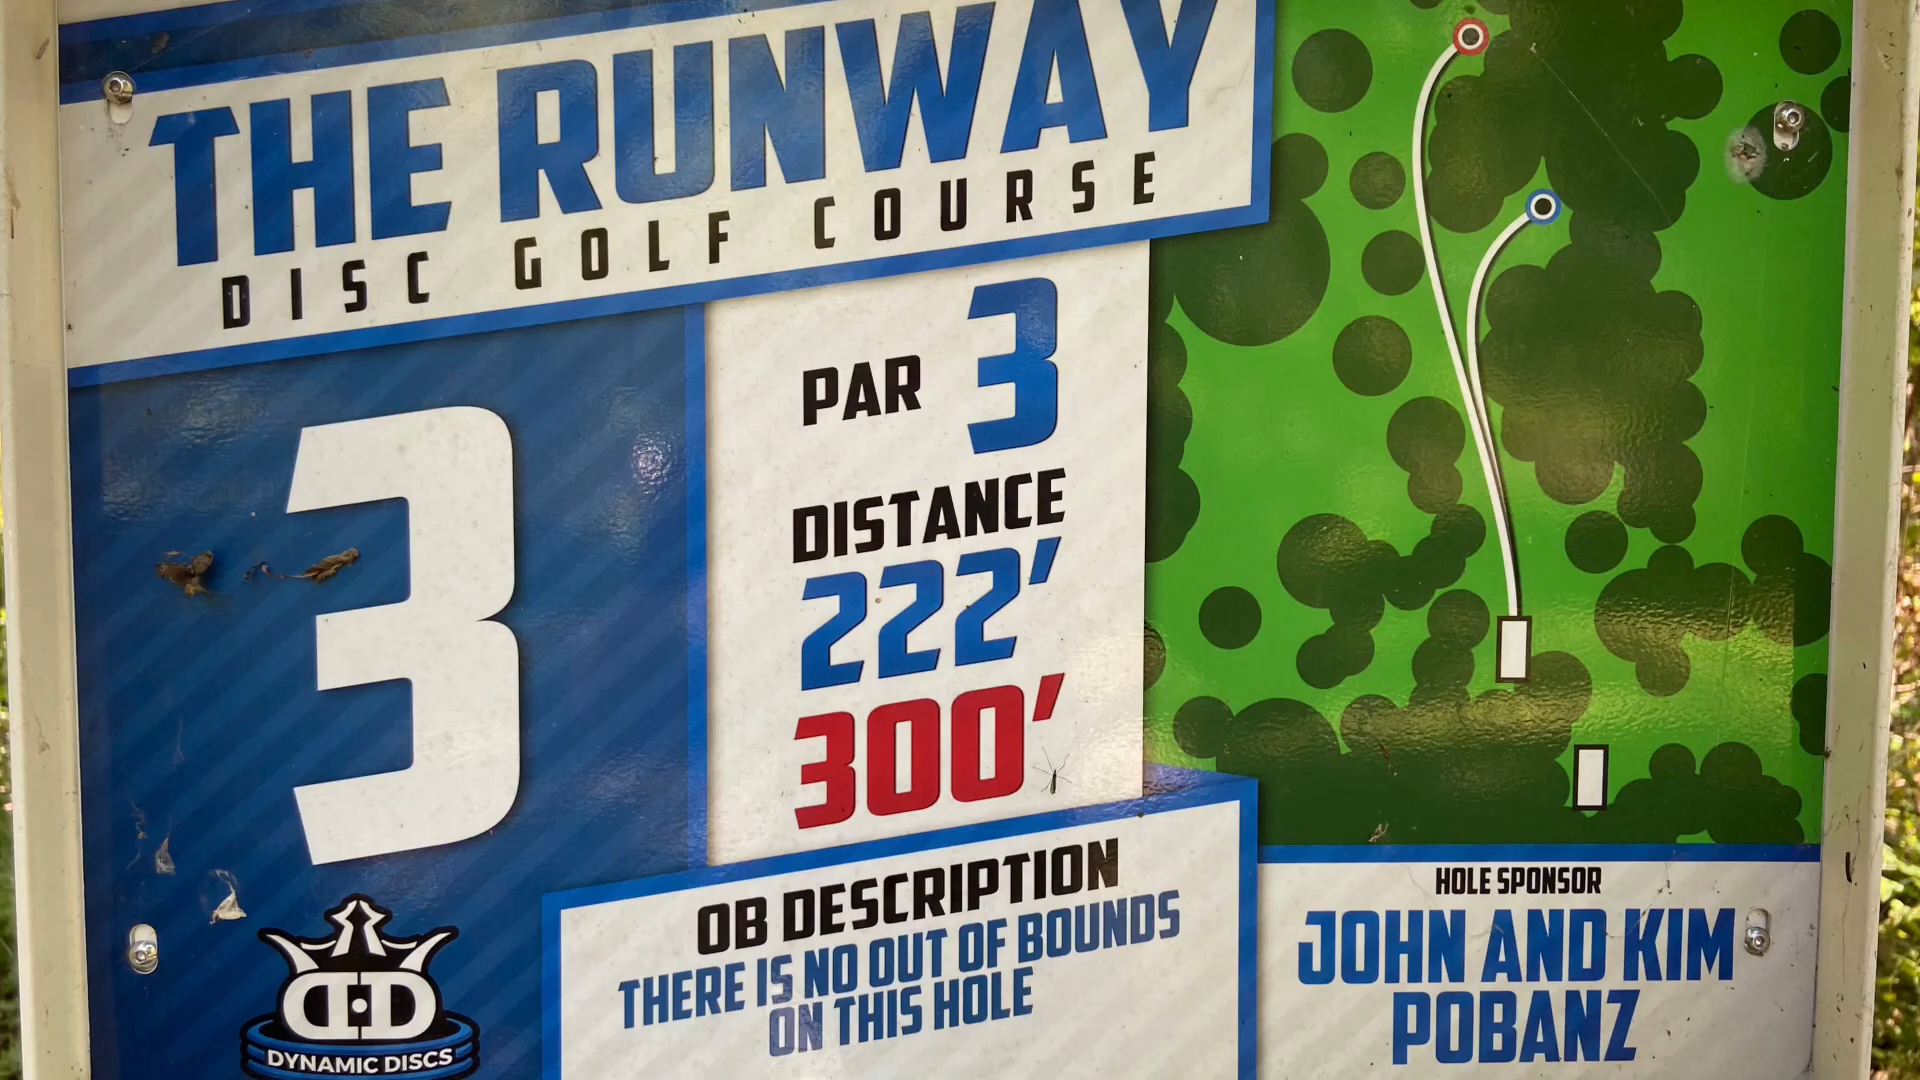 THE RUNWAY
DISC GOLF COURSE
3
PAR 3
DISTANCE
222'
300'
OB DESCRIPTION
THERE IS NO OUT OF BOUNDS
ON THIS HOLE
DD
DYNAMIC DISCS
HOLE SPONSOR
JOHN AND KIM
POBANZ